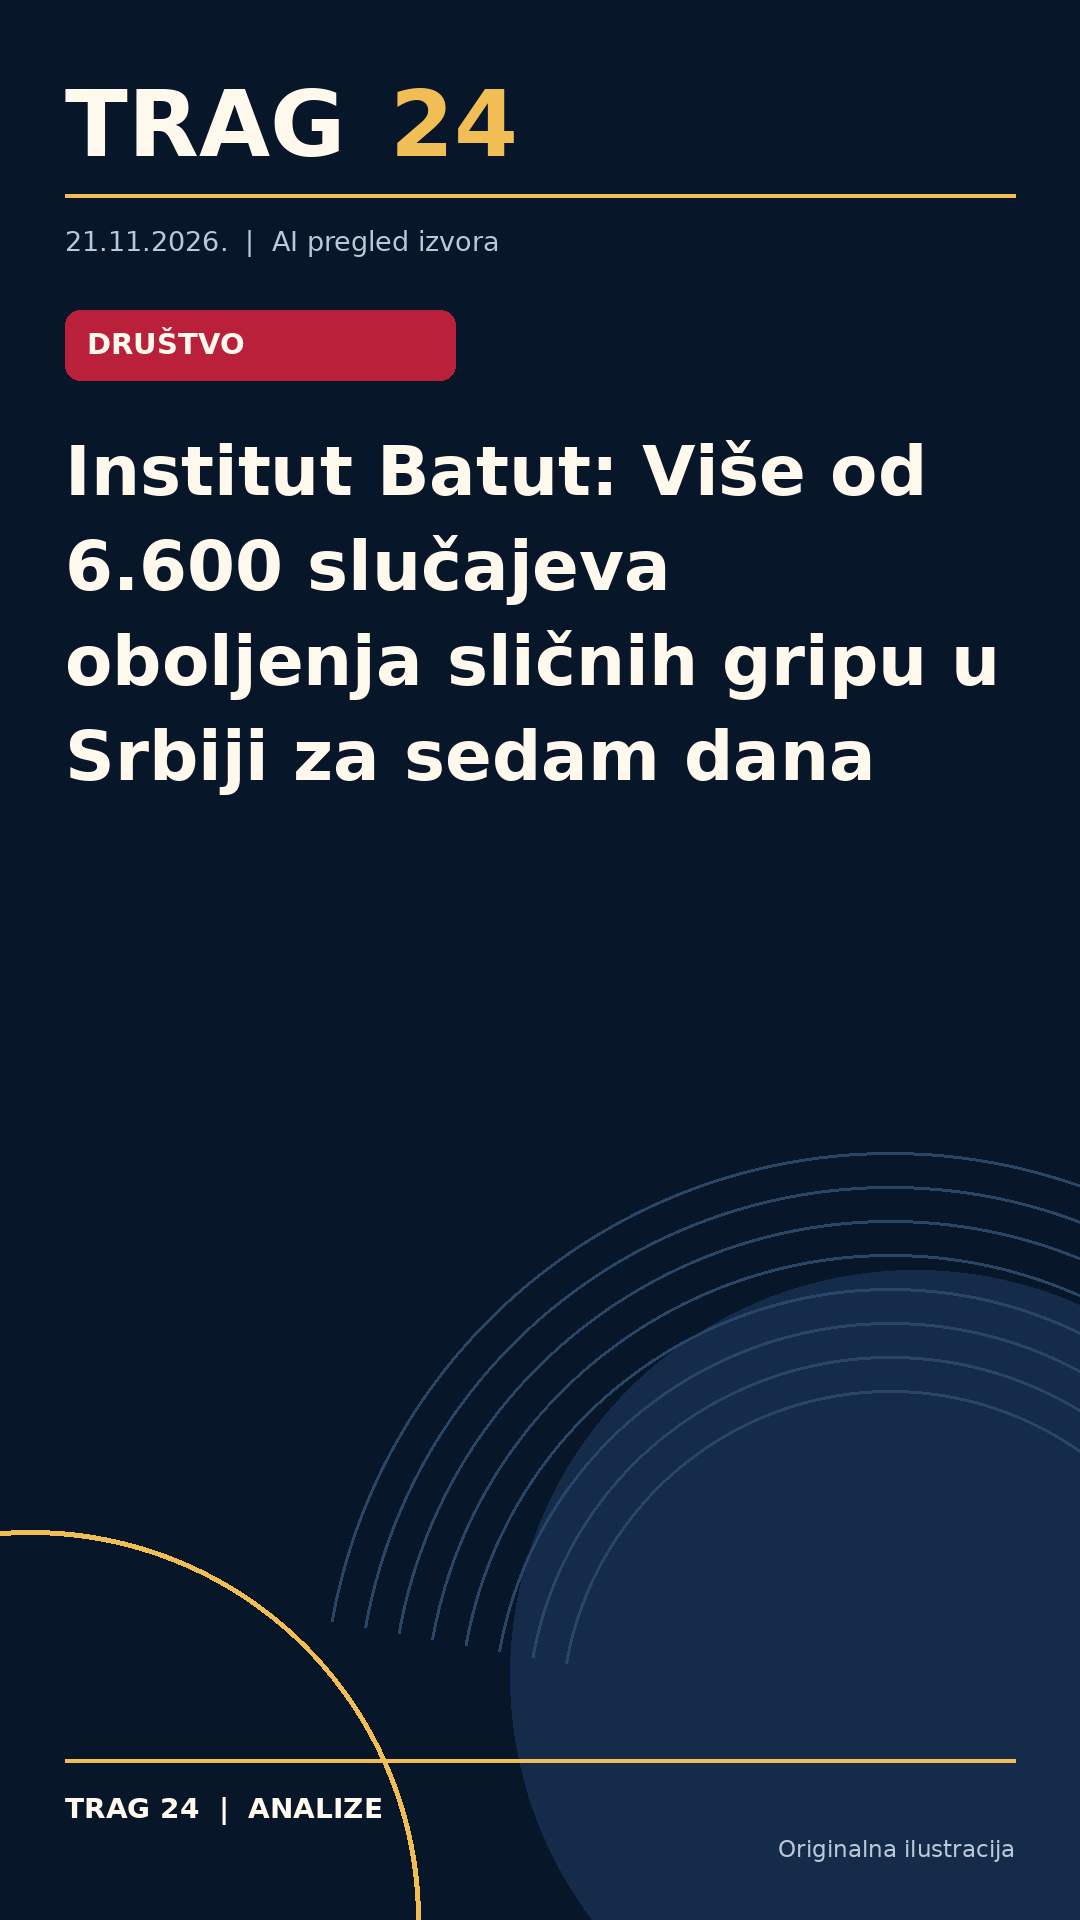 TRAG 24
21.11.2026. | AI pregled izvora
DRUŠTVO
Institut Batut: Više od
6.600 slučajeva
oboljenja sličnih gripu u
Srbiji za sedam dana
TRAG 24 | ANALIZE
Originalna ilustracija